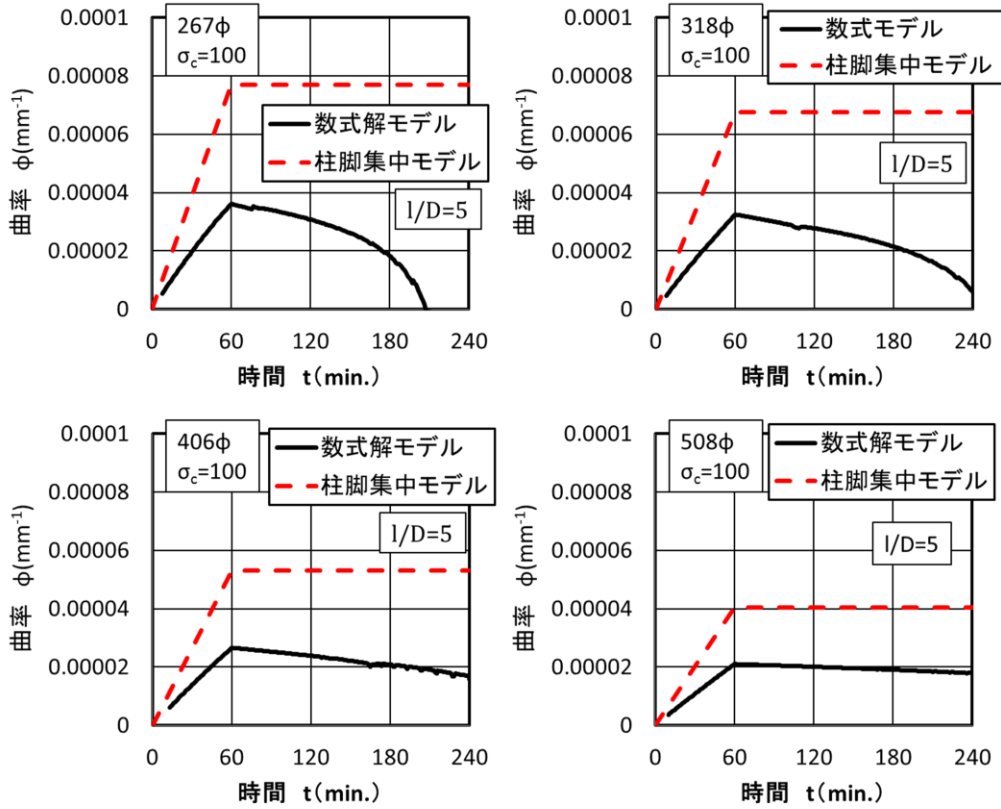 267φ
σc=100
数式解モデル
柱脚集中モデル
l/D=5
0.0001
0.00008
0.00006
0.00004
0.00002
0
曲率 ϕ(mm-1)
0 60 120 180 240
時間 t(min.)
318φ
σc=100
数式モデル
柱脚集中モデル
l/D=5
0.0001
0.00008
0.00006
0.00004
0.00002
0
曲率 ϕ(mm-1)
0 60 120 180 240
時間 t(min.)
406φ
σc=100
数式解モデル
柱脚集中モデル
l/D=5
0.0001
0.00008
0.00006
0.00004
0.00002
0
曲率 ϕ(mm-1)
0 60 120 180 240
時間 t(min.)
508φ
σc=100
数式解モデル
柱脚集中モデル
l/D=5
0.0001
0.00008
0.00006
0.00004
0.00002
0
曲率 ϕ(mm-1)
0 60 120 180 240
時間 t(min.)